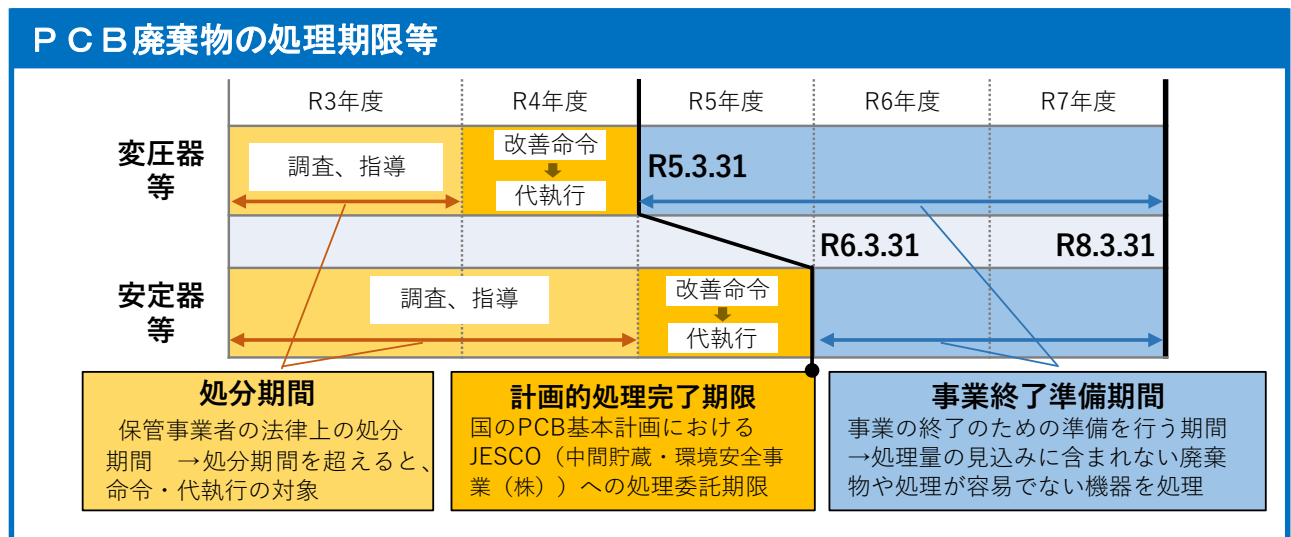 ＰＣＢ廃棄物の処理期限等
R3年度 R4年度 R5年度 R6年度 R7年度
変圧器
等
調査、指導
改善命令
代執行
R5.3.31
R6.3.31 R8.3.31
安定器
等
調査、指導
改善命令
代執行
処分期間
保管事業者の法律上の処分
期間　→処分期間を超えると、
命令・代執行の対象
計画的処理完了期限
国のPCB基本計画における
JESCO（中間貯蔵・環境安全事
業（株））への処理委託期限
事業終了準備期間
事業の終了のための準備を行う期間
→処理量の見込みに含まれない廃棄
物や処理が容易でない機器を処理